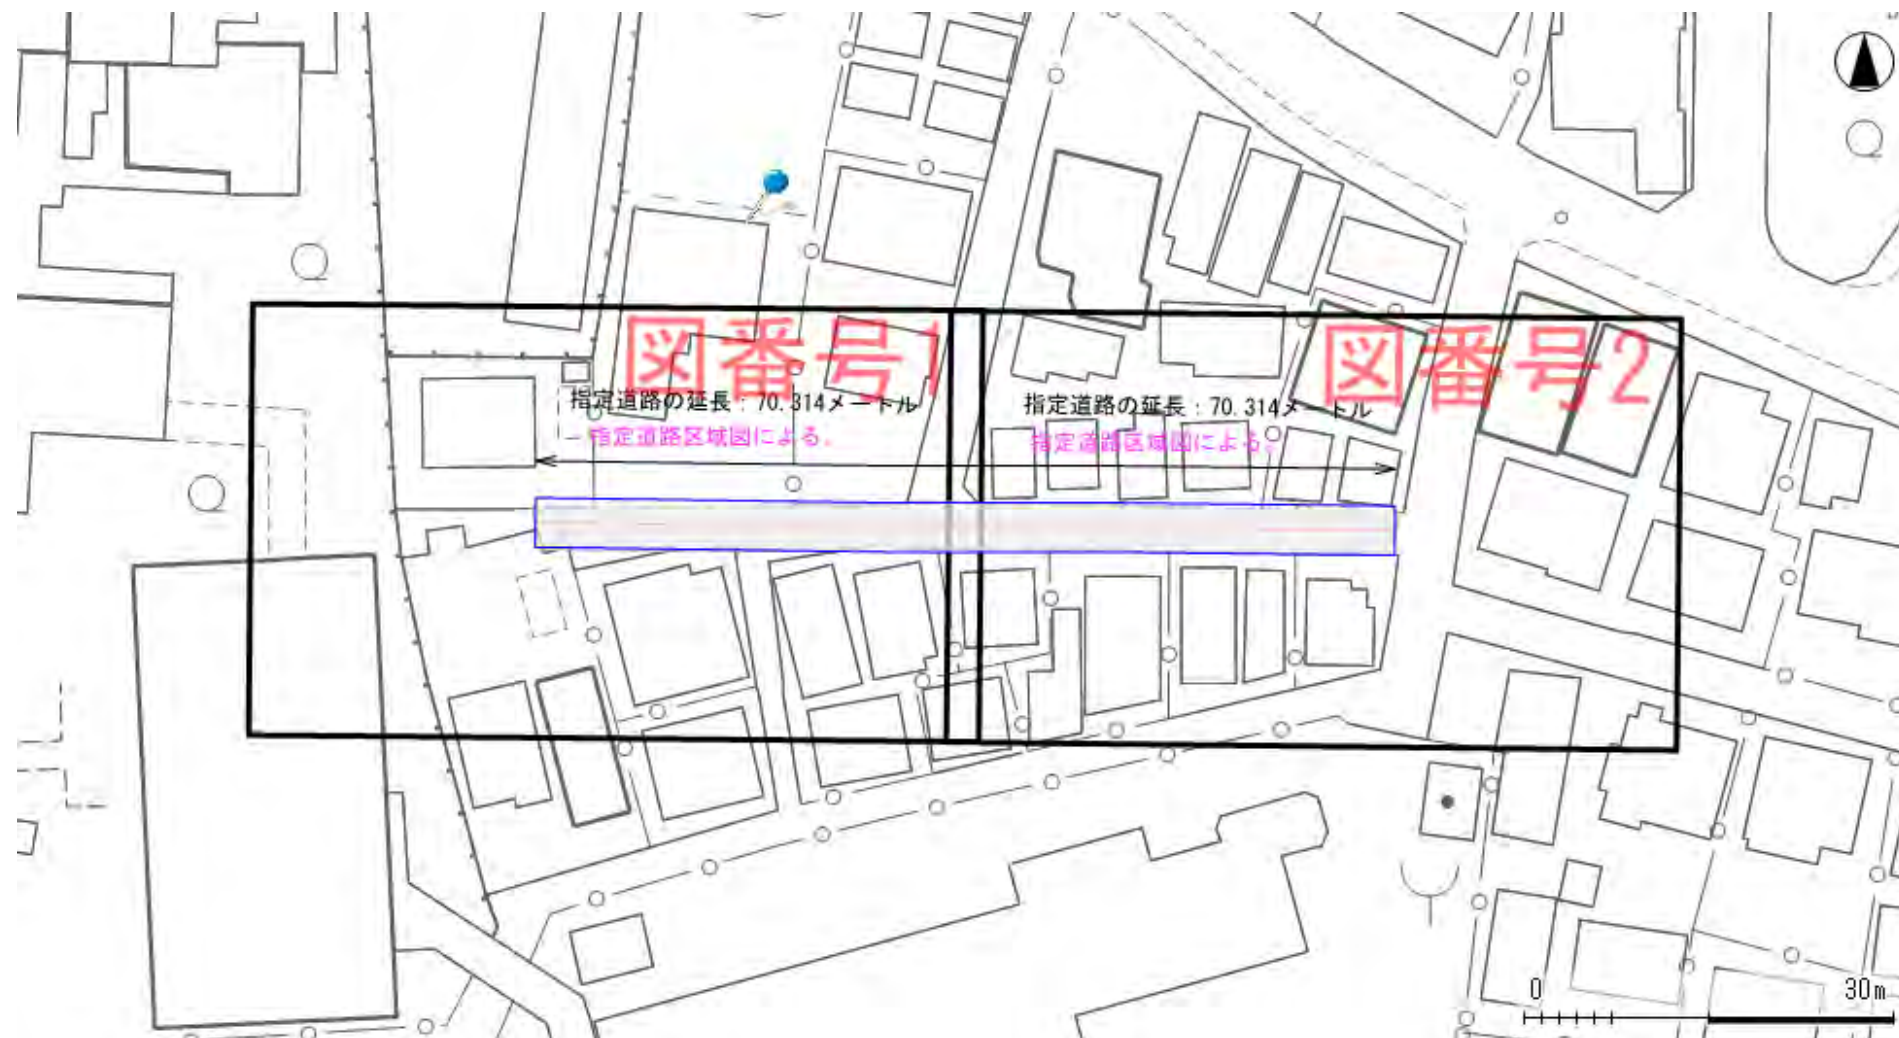 図番号1
図番号2
指定道路の延長：70.314メートル
指定道路区域図による。
指定道路の延長：70.314メートル
指定道路区域図による。
0
30m